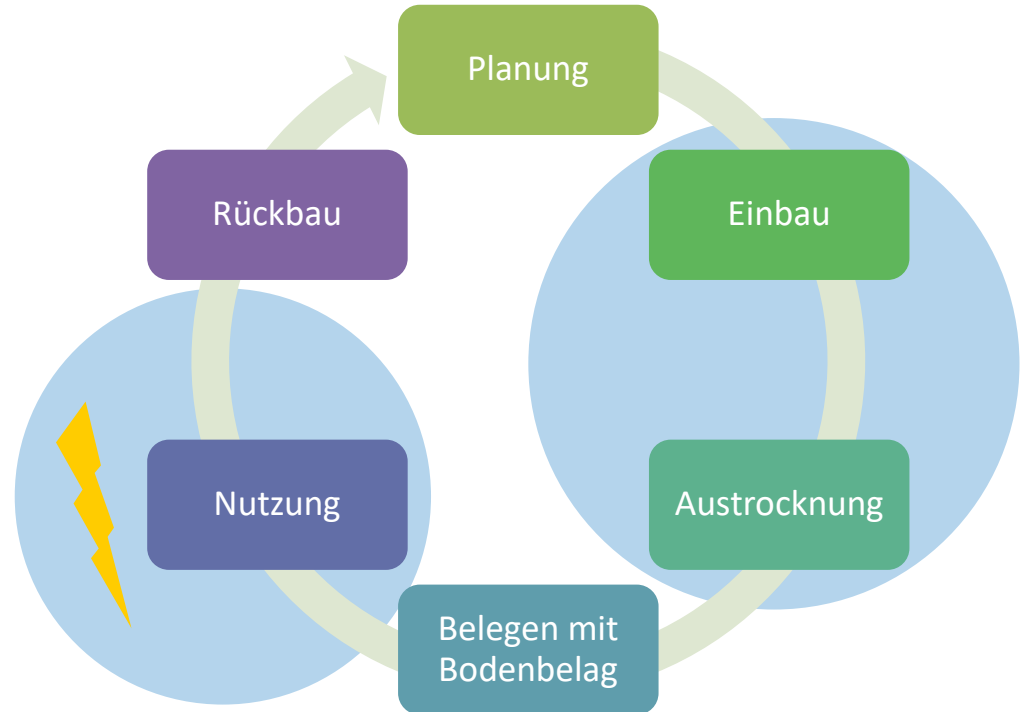 Planung
Einbau
Austrocknung
Belegen mit
Bodenbelag
Nutzung
Rückbau